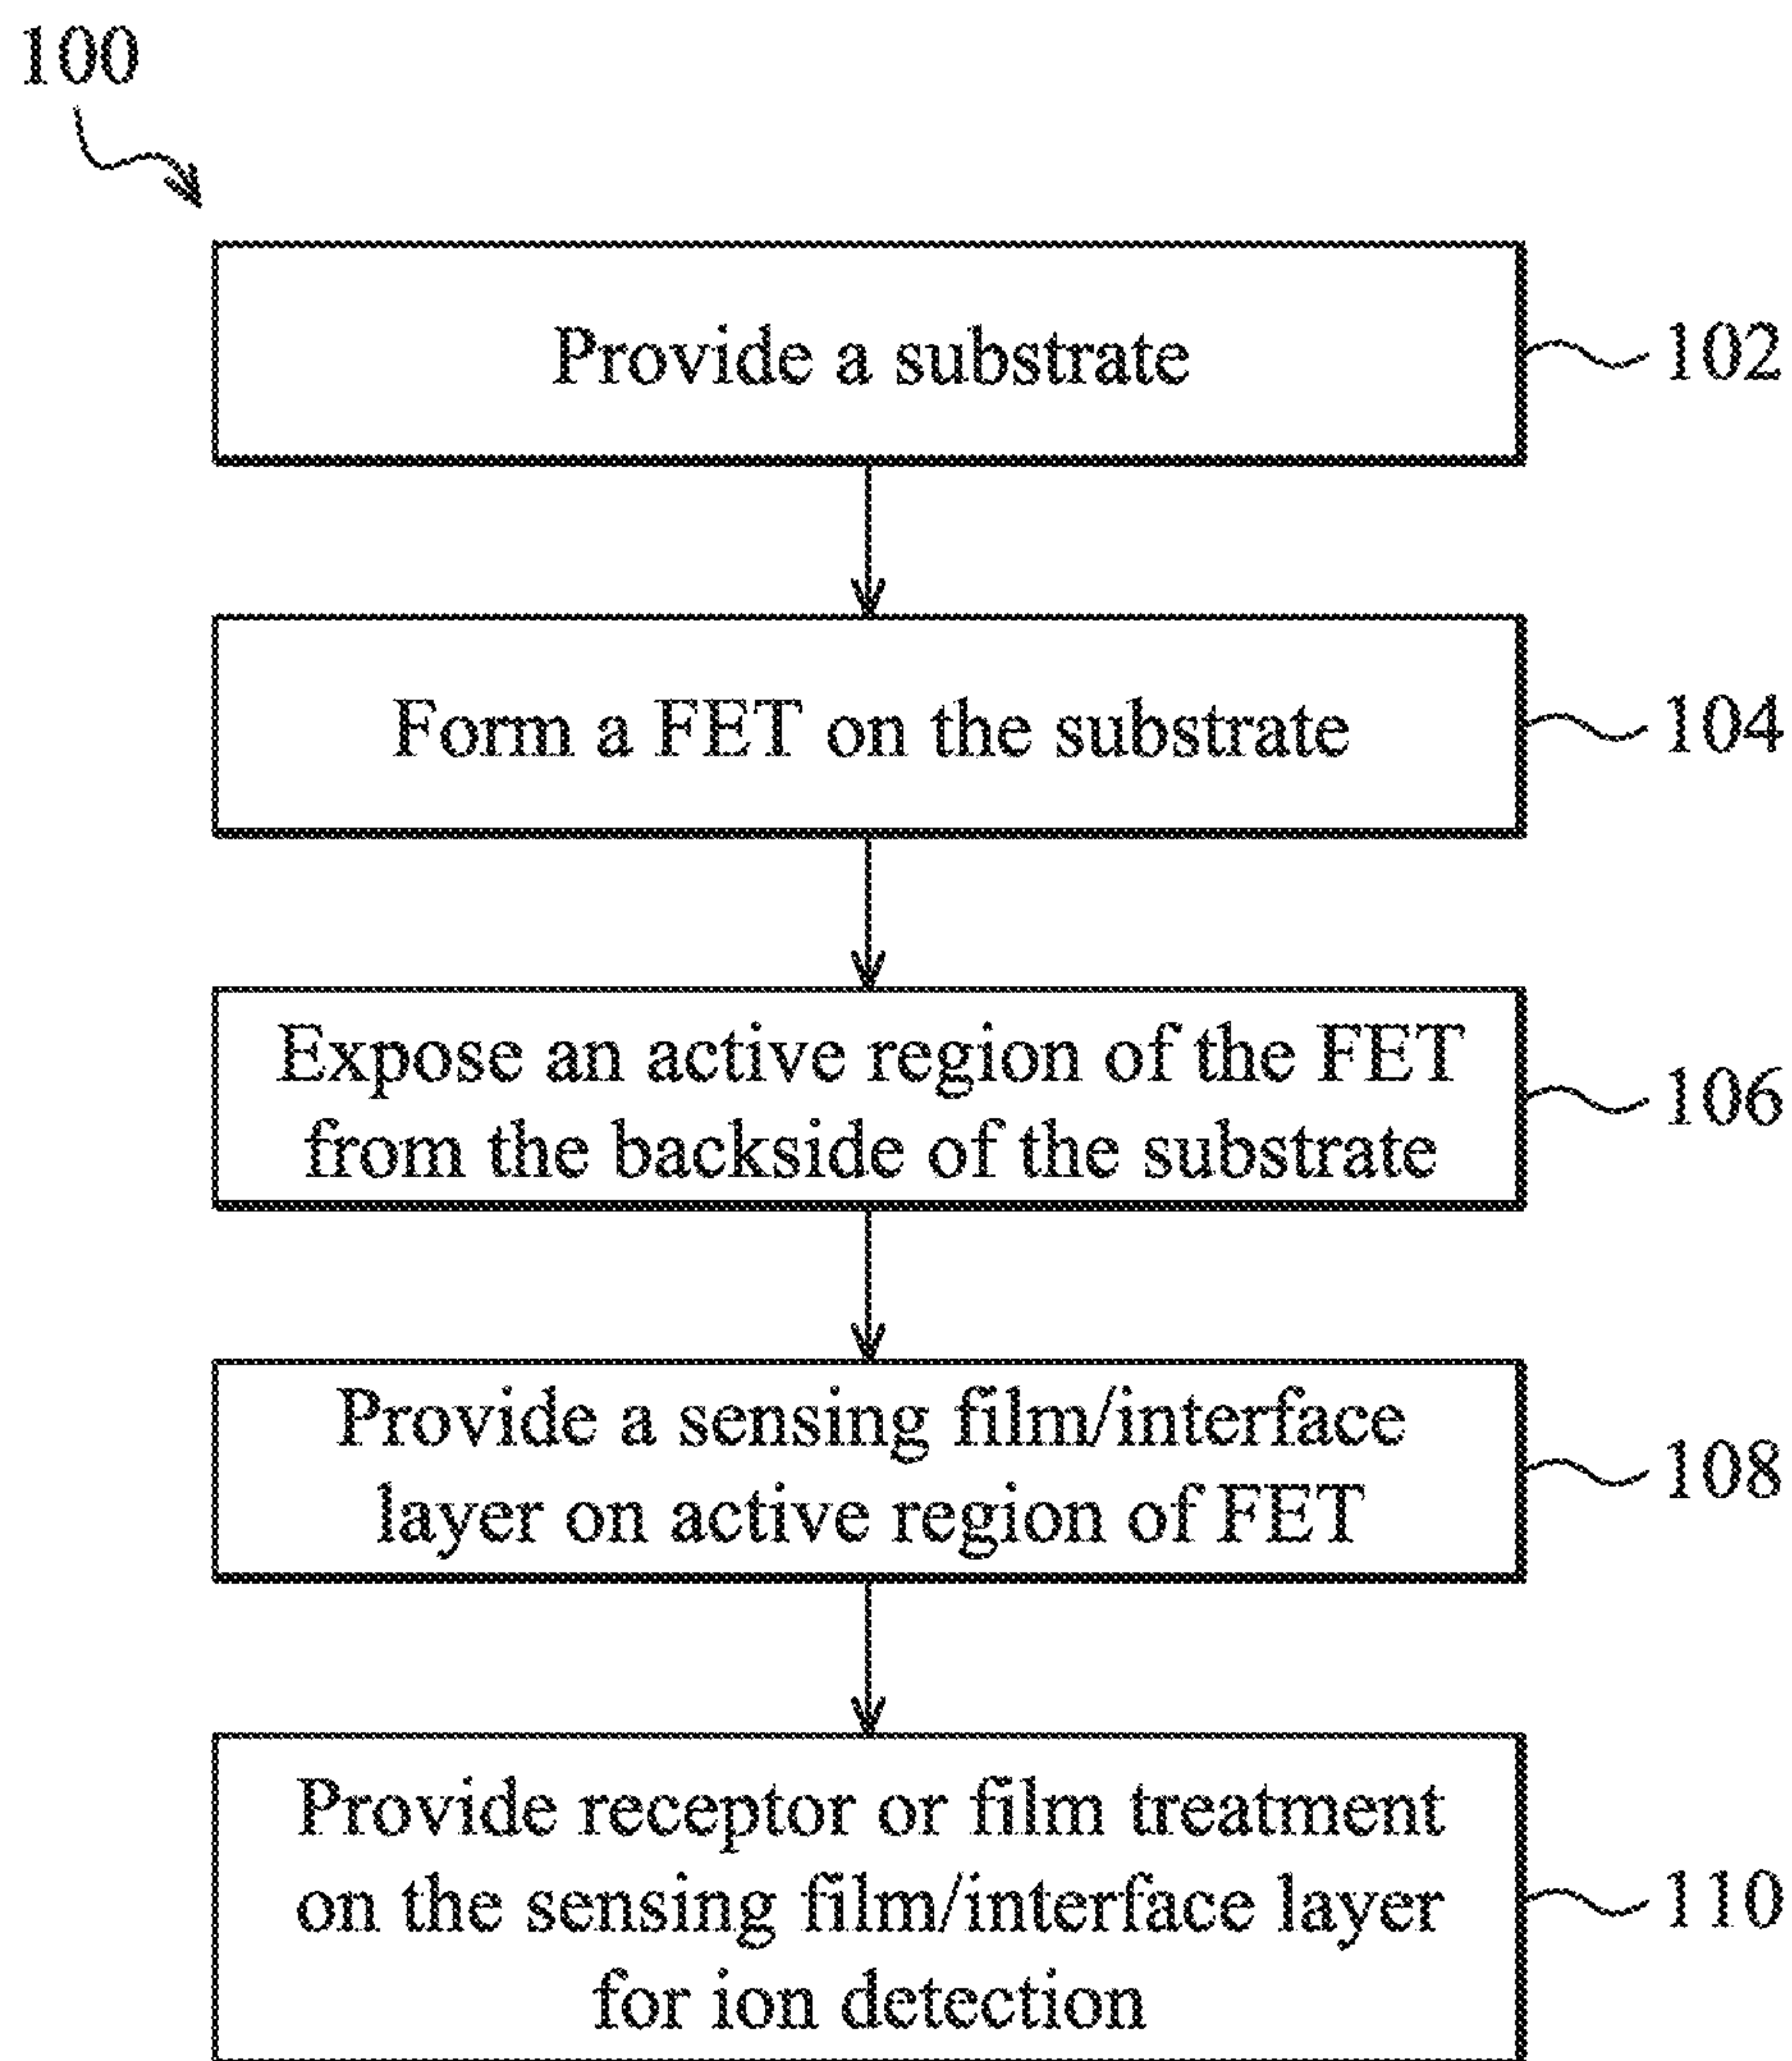 100
Provide a substrate
102
Form a FET on the substrate
104
Expose an active region of the FET
from the backside of the substrate
106
Provide a sensing film/interface
layer on active region of FET
108
Provide receptor or film treatment
on the sensing film/interface layer
for ion detection
110